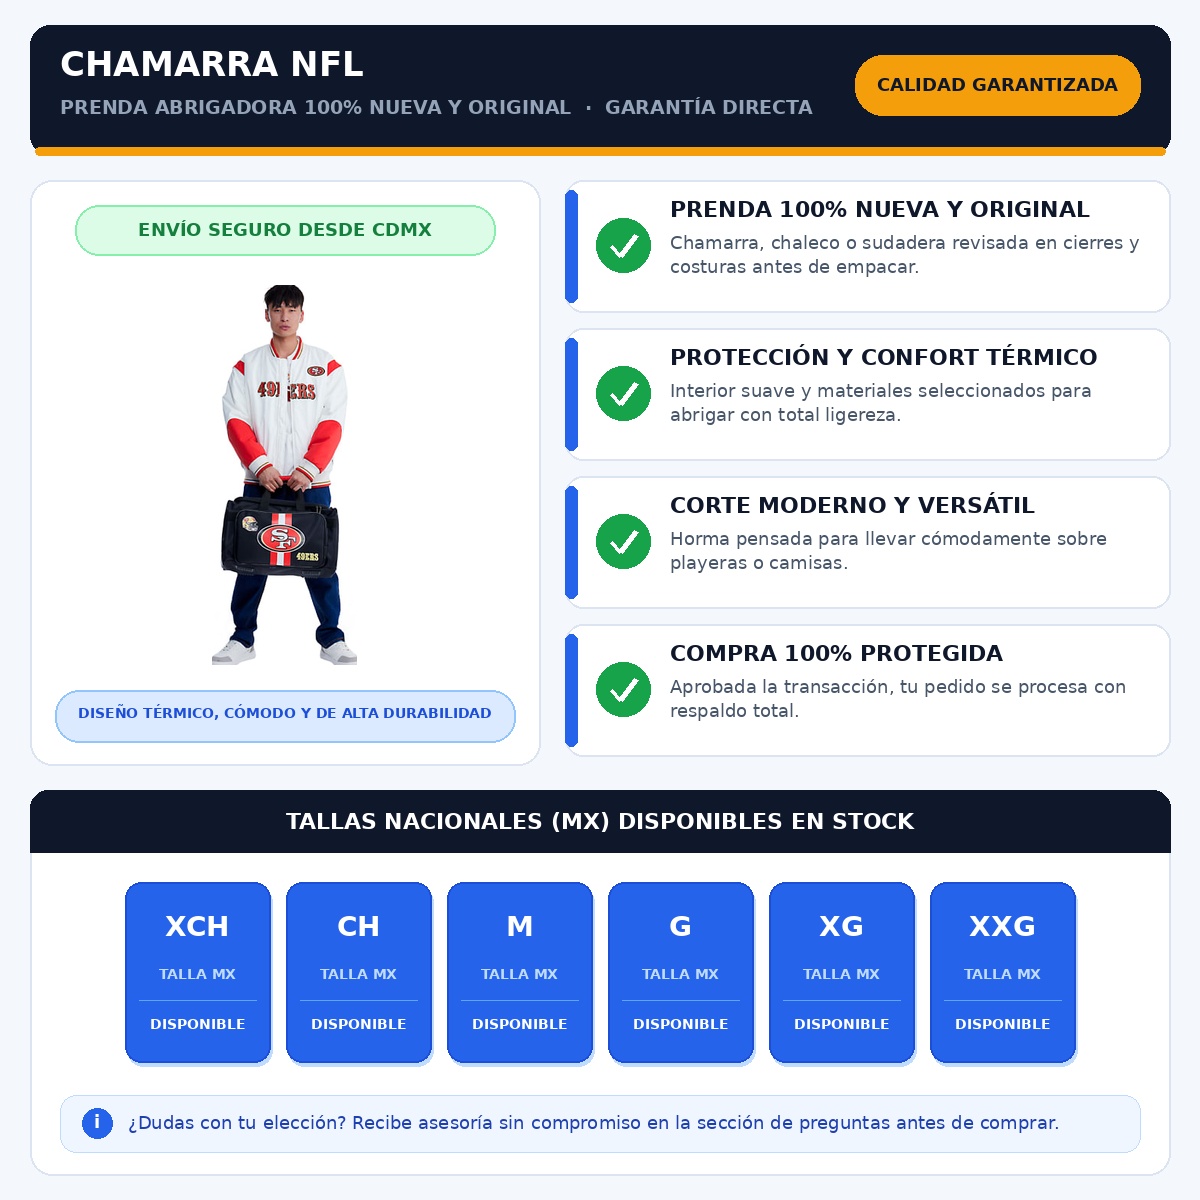 CHAMARRA NFL
PRENDA ABRIGADORA 100% NUEVA Y ORIGINAL · GARANTÍA DIRECTA
CALIDAD GARANTIZADA
ENVÍO SEGURO DESDE CDMX
49ERS
SF
49ERS
DISEÑO TÉRMICO, CÓMODO Y DE ALTA DURABILIDAD
PRENDA 100% NUEVA Y ORIGINAL
Chamarra, chaleco o sudadera revisada en cierres y
costuras antes de empacar.
PROTECCIÓN Y CONFORT TÉRMICO
Interior suave y materiales seleccionados para
abrigar con total ligereza.
CORTE MODERNO Y VERSÁTIL
Horma pensada para llevar cómodamente sobre
playeras o camisas.
COMPRA 100% PROTEGIDA
Aprobada la transacción, tu pedido se procesa con
respaldo total.
TALLAS NACIONALES (MX) DISPONIBLES EN STOCK
XCH
TALLA MX
DISPONIBLE
CH
TALLA MX
DISPONIBLE
M
TALLA MX
DISPONIBLE
G
TALLA MX
DISPONIBLE
XG
TALLA MX
DISPONIBLE
XXG
TALLA MX
DISPONIBLE
i
¿Dudas con tu elección? Recibe asesoría sin compromiso en la sección de preguntas antes de comprar.